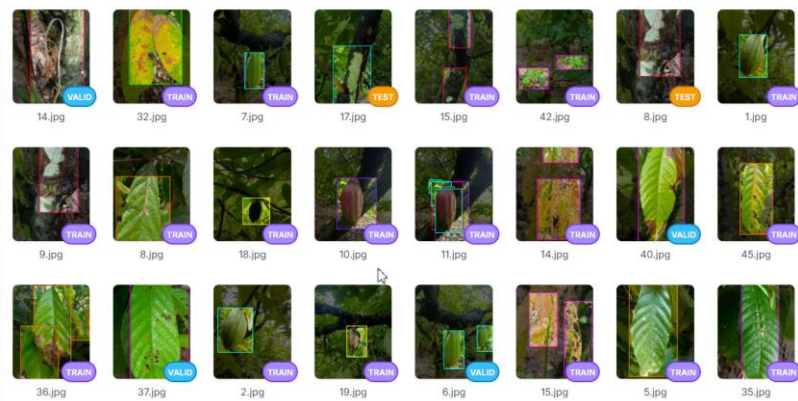 VALID TRAIN TRAIN TEST TRAIN TRAIN TEST TRAIN
14.jpg 32.jpg 7.jpg 17.jpg 15.jpg 42.jpg 8.jpg 1.jpg
TRAIN TRAIN TRAIN TRAIN TRAIN TRAIN VALID TRAIN
9.jpg 8.jpg 18.jpg 10.jpg 11.jpg 14.jpg 40.jpg 45.jpg
TRAIN VALID TRAIN TRAIN VALID TRAIN TRAIN TRAIN
36.jpg 37.jpg 2.jpg 19.jpg 6.jpg 15.jpg 5.jpg 35.jpg